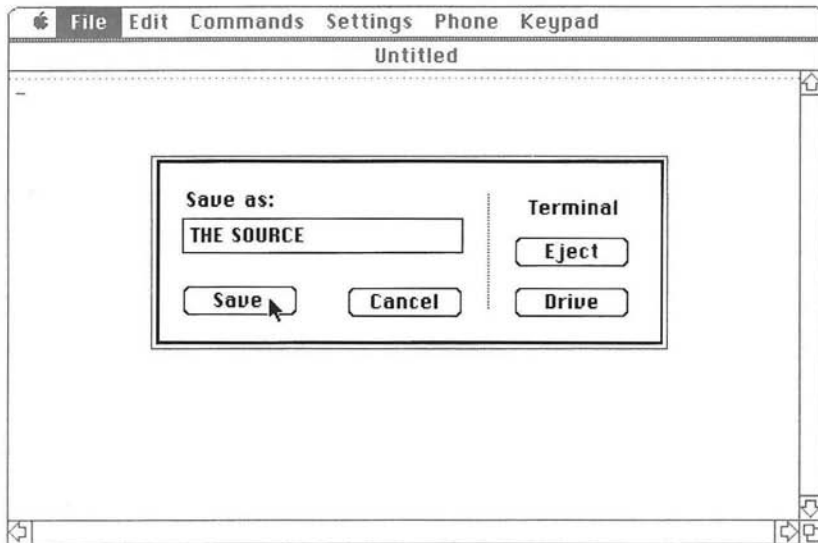 File Edit Commands Settings Phone Keypad
Untitled
Save as:
THE SOURCE
Save
Cancel
Terminal
Eject
Drive